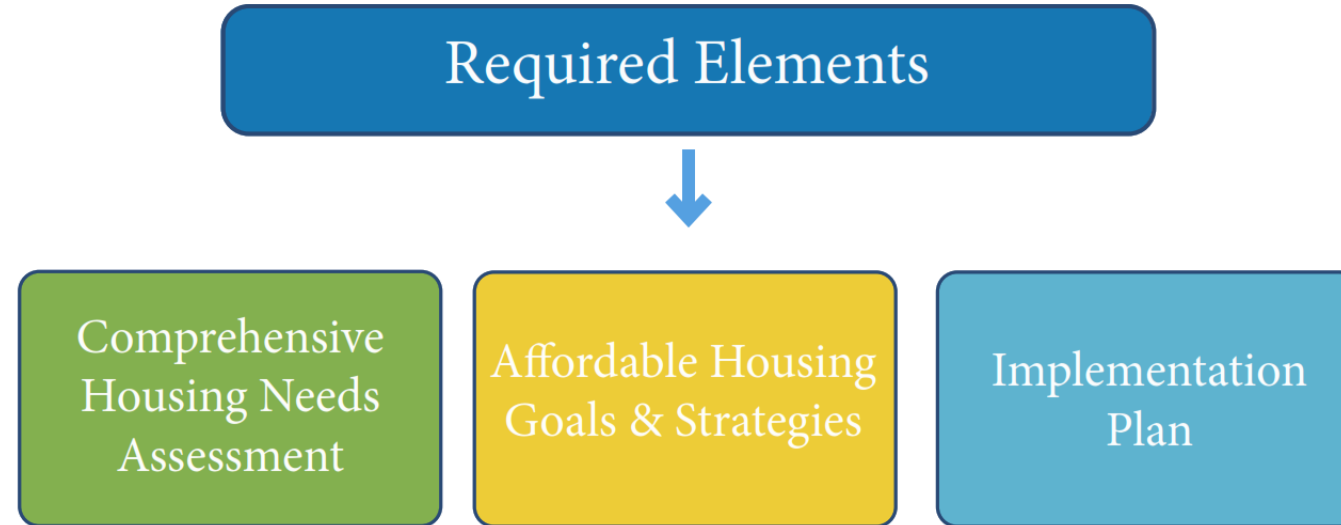 Required Elements
Comprehensive
Housing Needs
Assessment
Affordable Housing
Goals & Strategies
Implementation
Plan